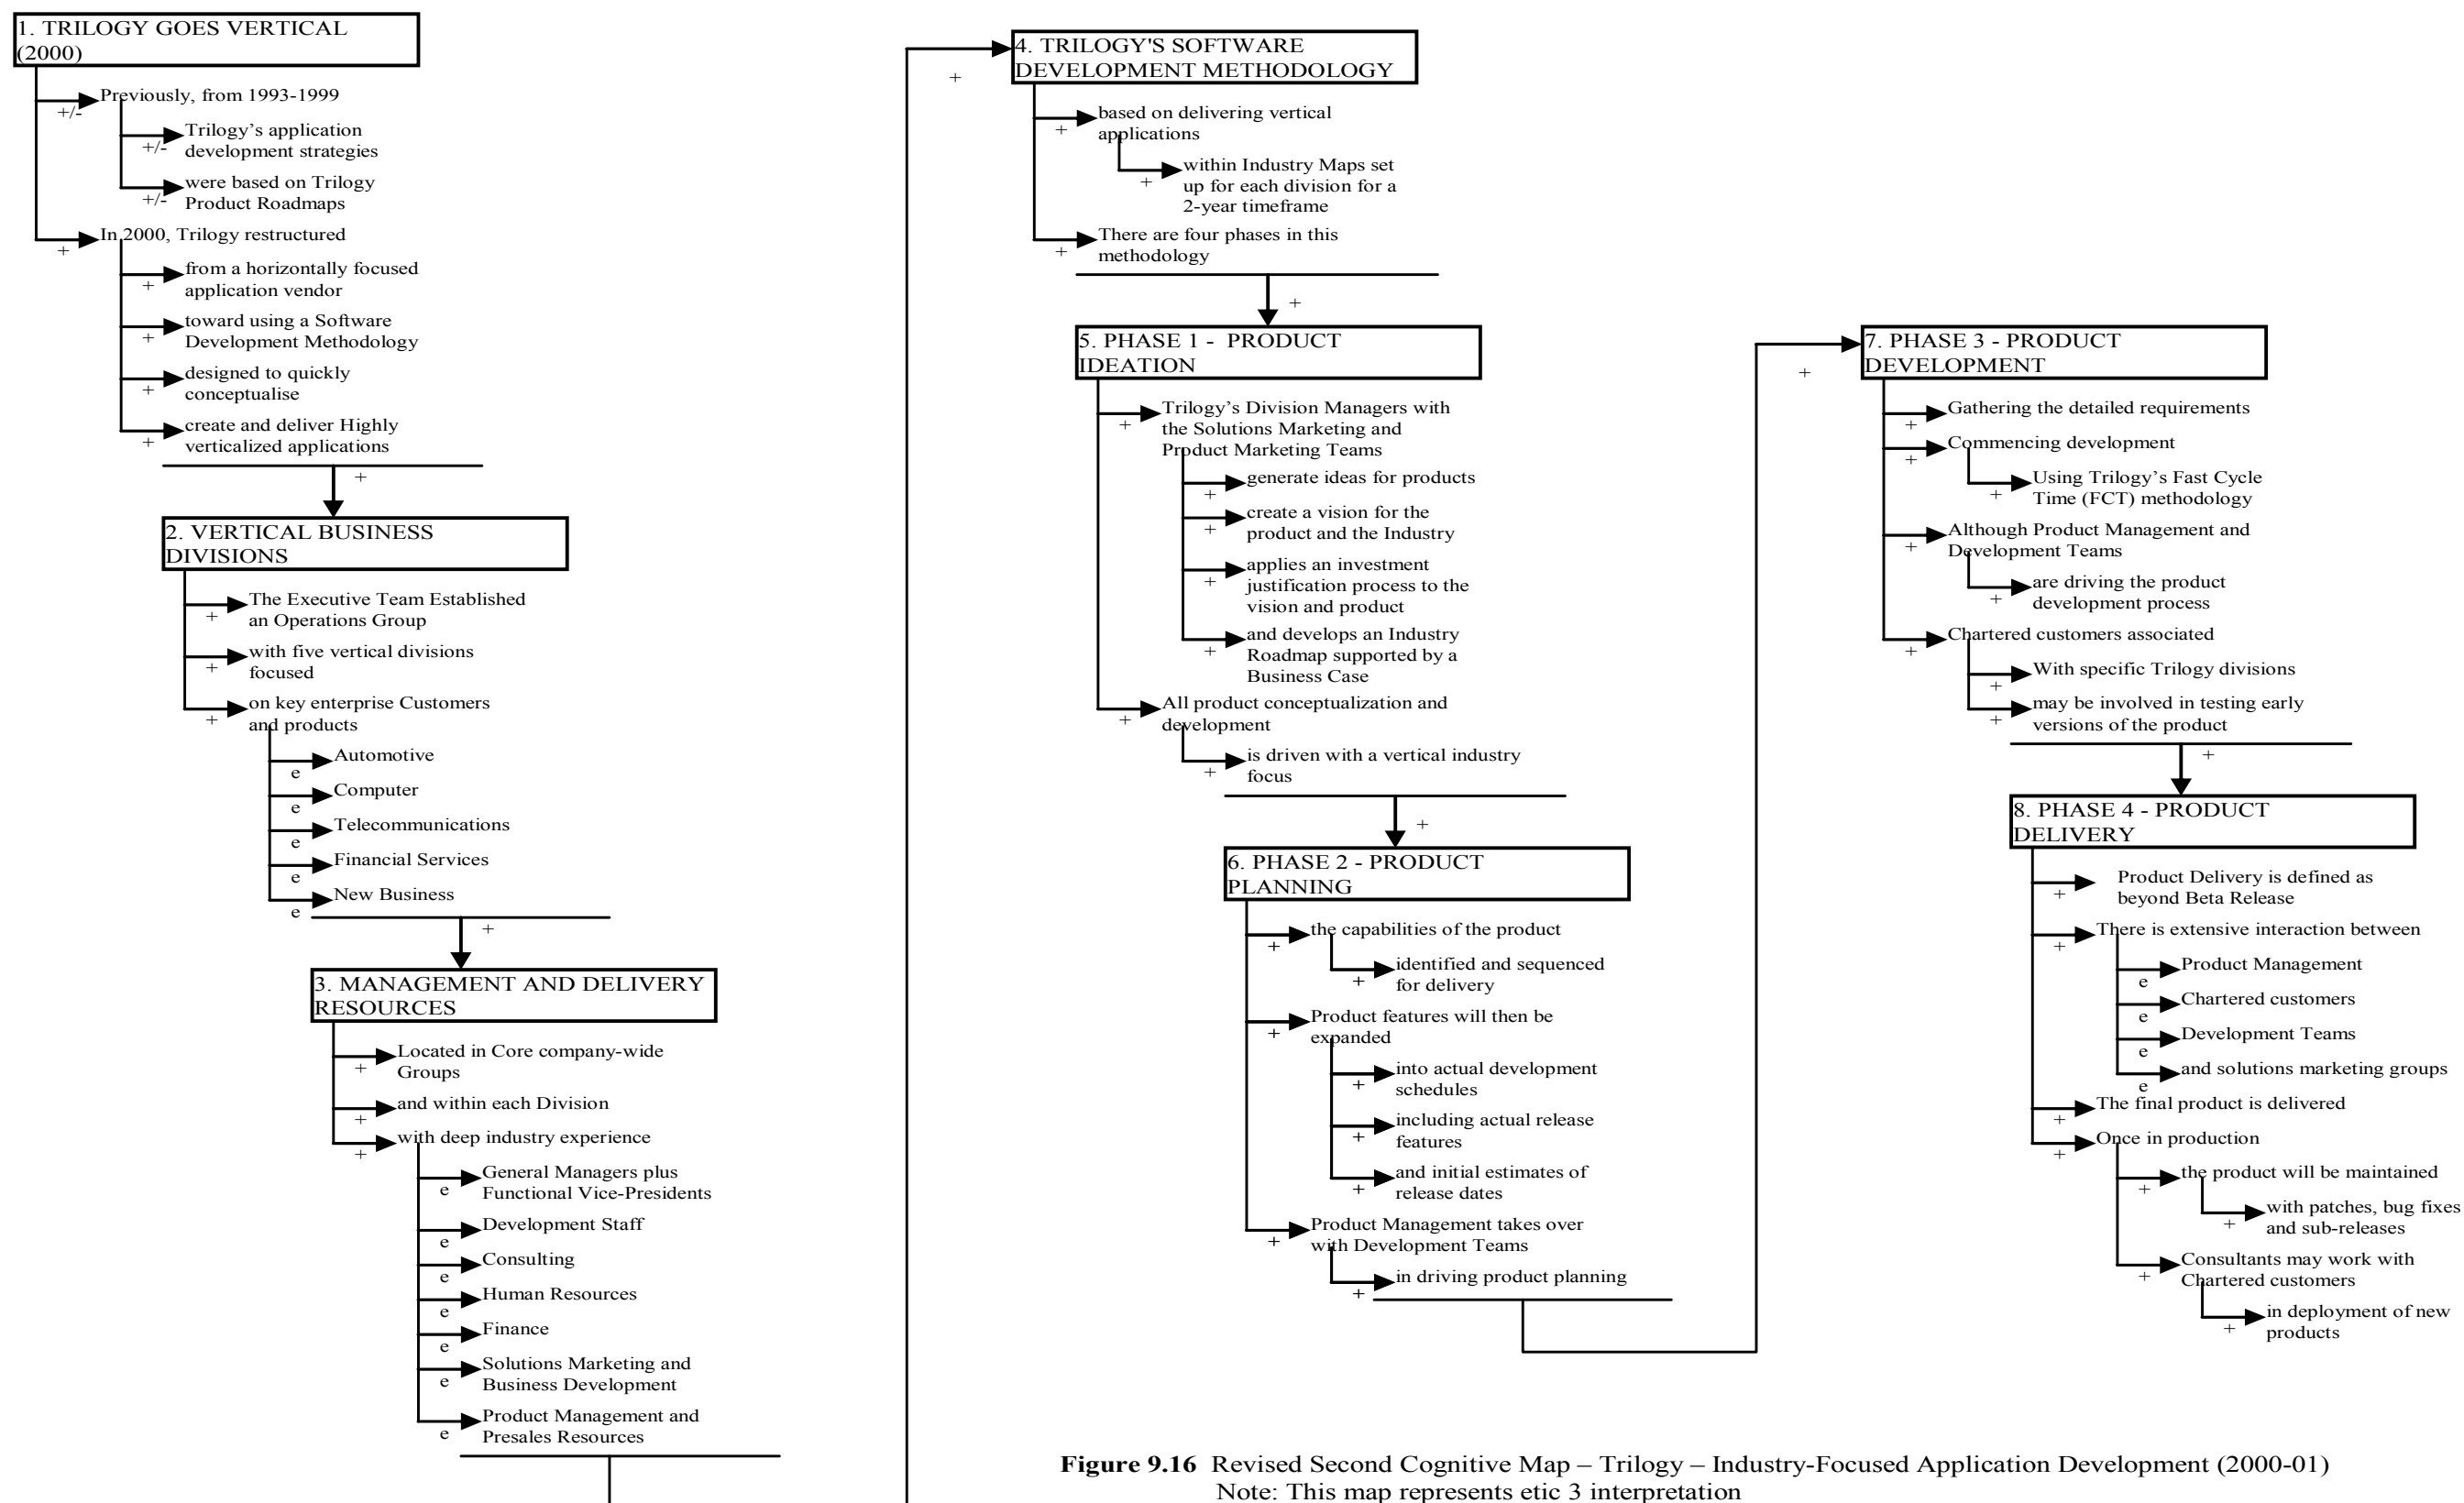 1. TRILOGY GOES VERTICAL
(2000)
+/-
Previously, from 1993-1999
+/-
Trilogy’s application
development strategies
+/-
were based on Trilogy
Product Roadmaps
+
In 2000, Trilogy restructured
+
from a horizontally focused
application vendor
+
toward using a Software
Development Methodology
+
designed to quickly
conceptualise
+
create and deliver Highly
verticalized applications
+
2. VERTICAL BUSINESS
DIVISIONS
+
The Executive Team Established
an Operations Group
+
with five vertical divisions
focused
+
on key enterprise Customers
and products
e
Automotive
e
Computer
e
Telecommunications
e
Financial Services
e
New Business
+
3. MANAGEMENT AND DELIVERY
RESOURCES
+
Located in Core company-wide
Groups
+
and within each Division
+
with deep industry experience
e
General Managers plus
Functional Vice-Presidents
e
Development Staff
e
Consulting
e
Human Resources
e
Finance
e
Solutions Marketing and
Business Development
e
Product Management and
Presales Resources
+
4. TRILOGY'S SOFTWARE
DEVELOPMENT METHODOLOGY
+
based on delivering vertical
applications
+
within Industry Maps set
up for each division for a
2-year timeframe
+
There are four phases in this
methodology
+
5. PHASE 1 - PRODUCT
IDEATION
+
Trilogy’s Division Managers with
the Solutions Marketing and
Product Marketing Teams
+
generate ideas for products
+
create a vision for the
product and the Industry
+
applies an investment
justification process to the
vision and product
+
and develops an Industry
Roadmap supported by a
Business Case
+
All product conceptualization and
development
+
is driven with a vertical industry
focus
+
6. PHASE 2 - PRODUCT
PLANNING
+
the capabilities of the product
+
identified and sequenced
for delivery
+
Product features will then be
expanded
+
into actual development
schedules
+
including actual release
features
+
and initial estimates of
release dates
+
Product Management takes over
with Development Teams
+
in driving product planning
+
7. PHASE 3 - PRODUCT
DEVELOPMENT
+
Gathering the detailed requirements
+
Commencing development
+
Using Trilogy’s Fast Cycle
Time (FCT) methodology
+
Although Product Management and
Development Teams
+
are driving the product
development process
+
Chartered customers associated
+
With specific Trilogy divisions
+
may be involved in testing early
versions of the product
+
8. PHASE 4 - PRODUCT
DELIVERY
+
Product Delivery is defined as
beyond Beta Release
+
There is extensive interaction between
e
Product Management
e
Chartered customers
e
Development Teams
e
and solutions marketing groups
+
The final product is delivered
+
Once in production
+
the product will be maintained
+
with patches, bug fixes
and sub-releases
+
Consultants may work with
Chartered customers
+
in deployment of new
products
Figure 9.16 Revised Second Cognitive Map – Trilogy – Industry-Focused Application Development (2000-01)
Note: This map represents etic 3 interpretation